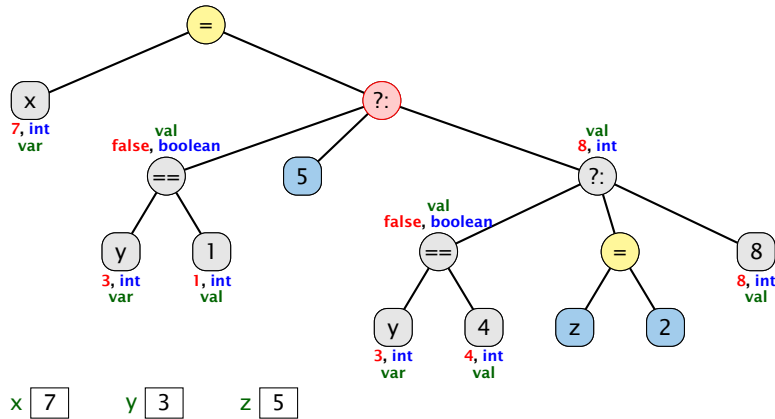 =
x
7, int
var
?:
val
false, boolean
==
5
val
8, int
?:
y
3, int
var
1
1, int
val
val
false, boolean
==
=
8
8, int
val
y
3, int
var
4
4, int
val
z
2
x 7 y 3 z 5